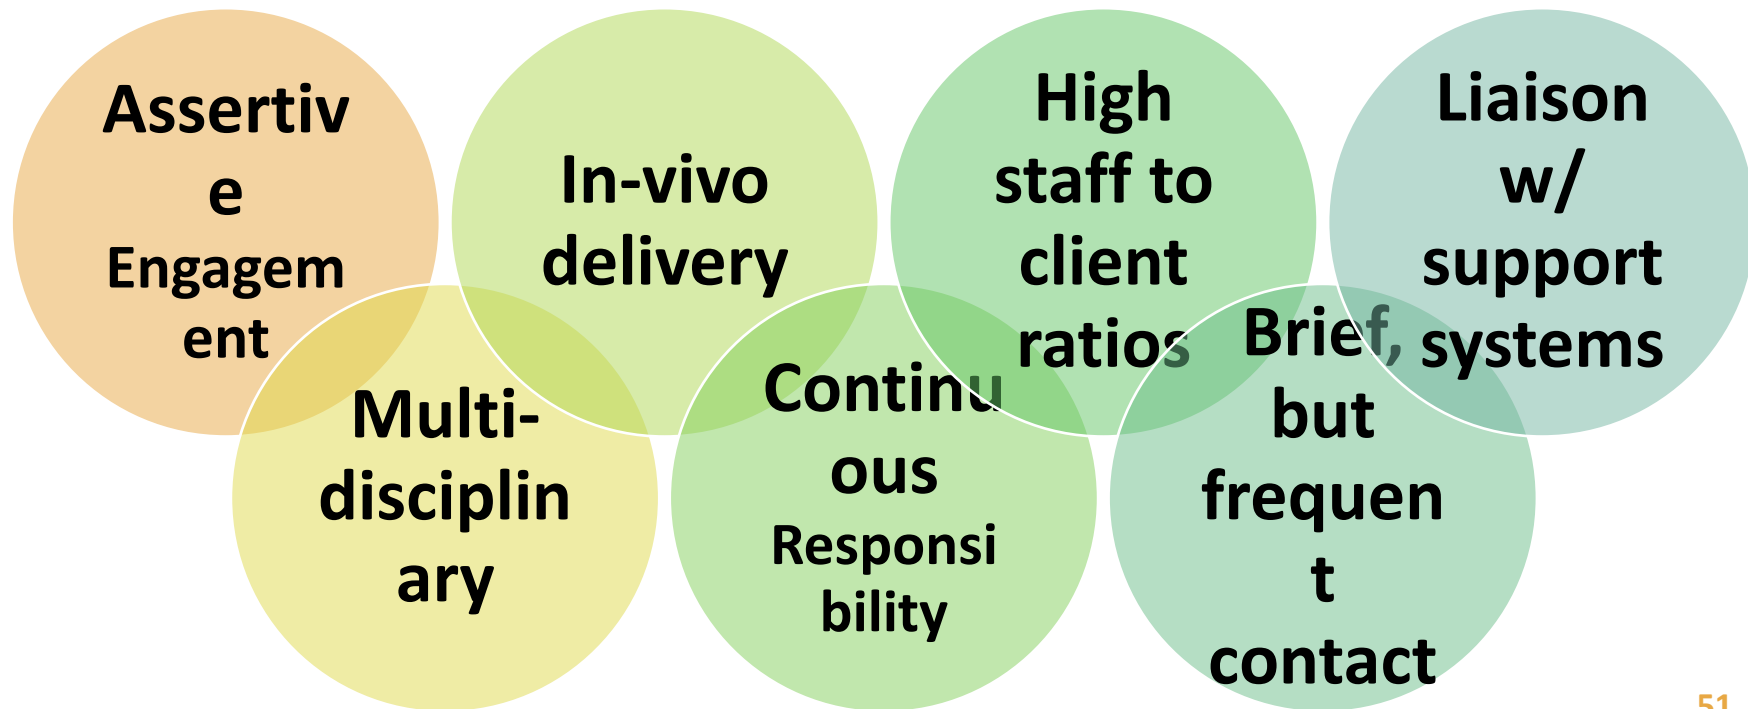 Assertiv
e
Engagem
ent
Multi-
disciplin
ary
In-vivo
delivery
Continu
ous
Responsi
bility
High
staff to
client
ratios
Brief,
but
frequen
t
contact
Liaison
w/
support
systems
51